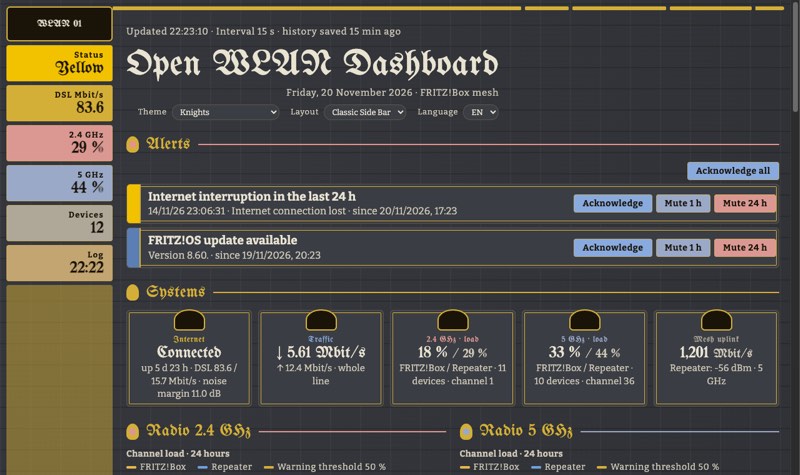 WLAN 01
Status
Yellow
DSL Mbit/s
83.6
2.4 GHz
29 %
5 GHz
44 %
Devices
12
Log
22:22
Updated 22:23:10 · Interval 15 s · history saved 15 min ago
Open WLAN Dashboard
Friday, 20 November 2026 · FRITZ!Box mesh
Theme Knights Layout Classic Side Bar Language EN
Alerts
Acknowledge all
Internet interruption in the last 24 h
14/11/26 23:06:31 · Internet connection lost · since 20/11/2026, 17:23
Acknowledge Mute 1 h Mute 24 h
FRITZ!OS update available
Version 8.60. · since 19/11/2026, 20:23
Acknowledge Mute 1 h Mute 24 h
Systems
Internet
Connected
up 5 d 23 h · DSL 83.6 /
15.7 Mbit/s · noise
margin 11.0 dB
Traffic
↓ 5.61 Mbit/s
↑ 12.4 Mbit/s · whole
line
2.4 GHz · load
18 % / 29 %
FRITZ!Box / Repeater · 11
devices · channel 1
5 GHz · load
33 % / 44 %
FRITZ!Box / Repeater ·
10 devices · channel 36
Mesh uplink
1,201 Mbit/s
Repeater: -56 dBm · 5
GHz
Radio 2.4 GHz
Channel load · 24 hours
FRITZ!Box Repeater Warning threshold 50 %
Radio 5 GHz
Channel load · 24 hours
FRITZ!Box Repeater Warning threshold 50 %